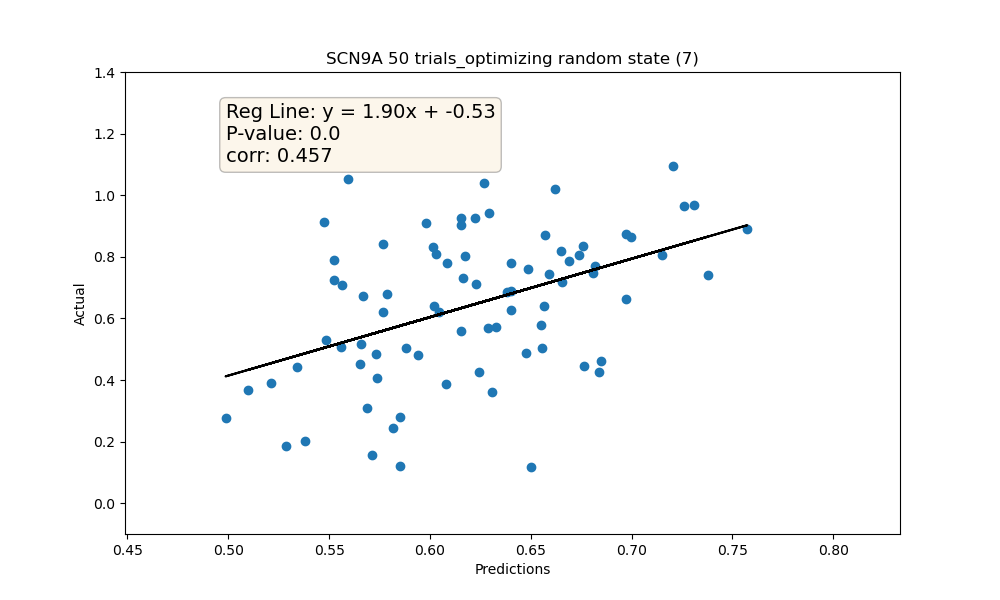 SCN9A 50 trials_optimizing random state (7)
Reg Line: y = 1.90x + -0.53
P-value: 0.0
corr: 0.457
1.4
1.2
1.0
0.8
0.6
0.4
0.2
0.0
Actual
0.45 0.50 0.55 0.60 0.65 0.70 0.75 0.80
Predictions